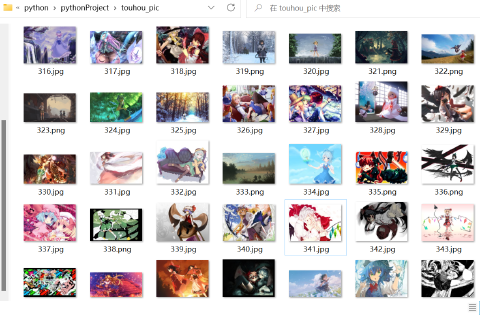 python › pythonProject › touhou_pic
在 touhou_pic 中搜索
316.jpg 317.jpg 318.jpg 319.png 320.jpg 321.png 322.png
323.png 324.jpg 325.jpg 326.jpg 327.jpg 328.jpg 329.jpg
330.jpg 331.jpg 332.jpg 333.png 334.jpg 335.png 336.png
337.jpg 338.png 339.jpg 340.jpg 341.jpg 342.jpg 343.jpg